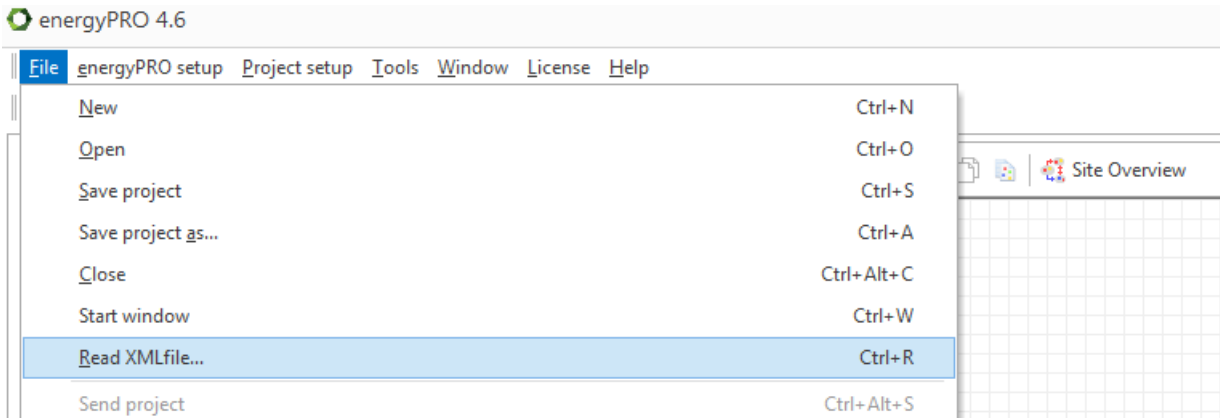 energyPRO 4.6
File energyPRO setup Project setup Tools Window License Help
New Ctrl+N
Open Ctrl+O
Save project Ctrl+S
Save project as... Ctrl+A
Close Ctrl+Alt+C
Start window Ctrl+W
Read XMLfile... Ctrl+R
Send project Ctrl+Alt+S
Site Overview